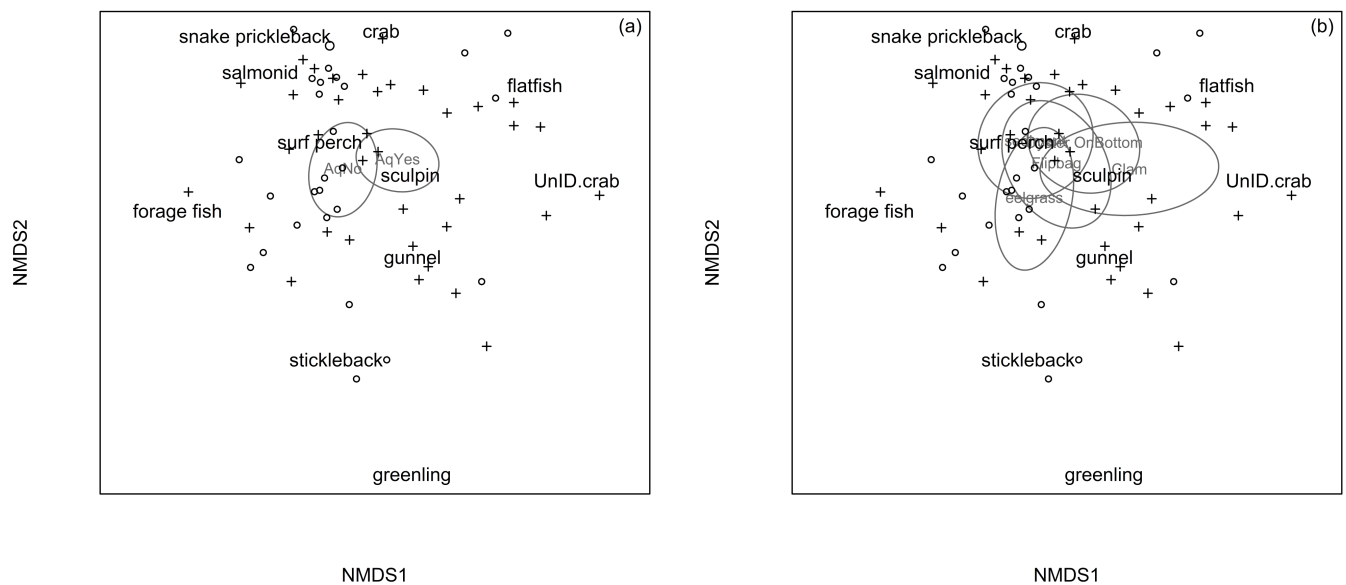 (a)
snake prickleback
crab
salmonid
flatfish
surf perch
AqYes
AqNo
sculpin
UnID.crab
forage fish
gunnel
stickleback
greenling
NMDS2
NMDS1
(b)
snake prickleback
crab
salmonid
flatfish
surf perch
OnBottom
Flipbag
Clam
sculpin
UnID.crab
eelgrass
forage fish
gunnel
stickleback
greenling
NMDS2
NMDS1